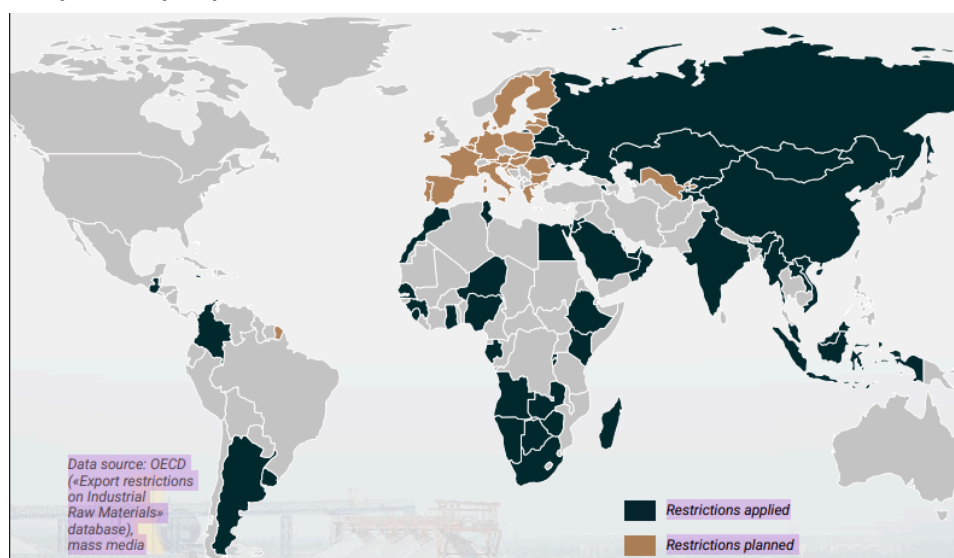 Data source: OECD
(«Export restrictions
on Industrial
Raw Materials»
database),
mass media
Restrictions applied
Restrictions planned